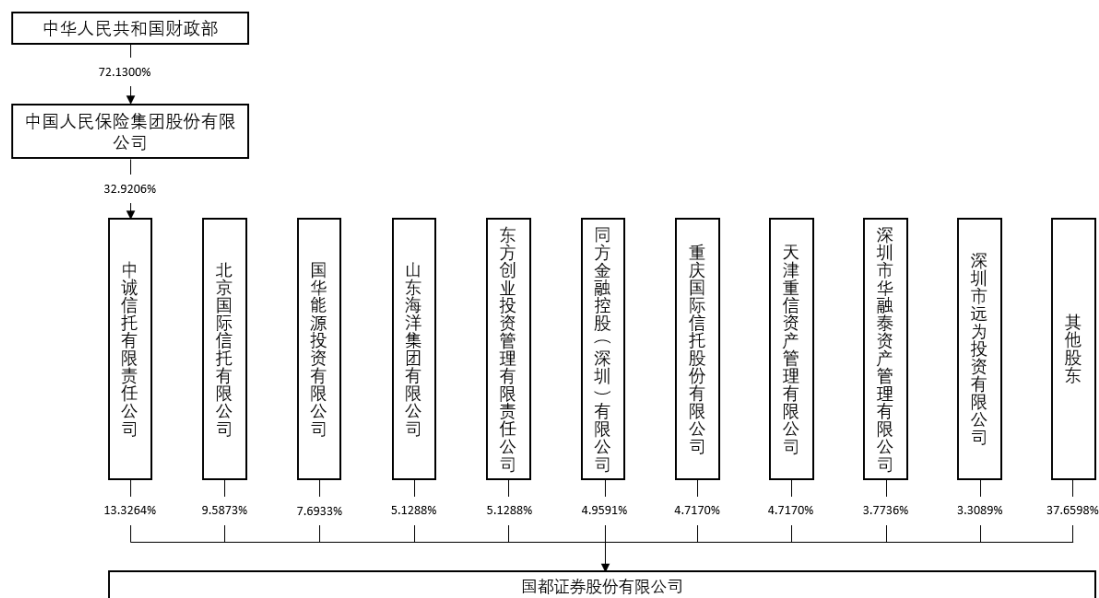 中华人民共和国财政部
72.1300%
中国人民保险集团股份有限
公司
32.9206%
中诚信托有限责任公司
北京国际信托有限公司
国华能源投资有限公司
山东海洋集团有限公司
东方创业投资管理有限责任公司
同方金融控股（深圳）有限公司
重庆国际信托股份有限公司
天津重信资产管理有限公司
深圳市华融泰资产管理有限公司
深圳市远为投资有限公司
其他股东
13.3264%
9.5873%
7.6933%
5.1288%
5.1288%
4.9591%
4.7170%
4.7170%
3.7736%
3.3089%
37.6598%
国都证券股份有限公司